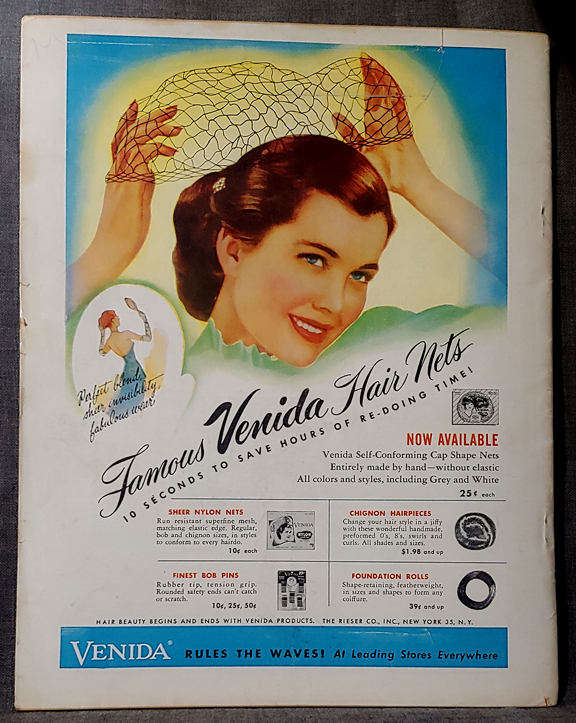 Perfect blend,
sheer invisibility,
fabulous wear
Famous Venida Hair Nets
10 SECONDS TO SAVE HOURS OF RE-DOING TIME!
NOW AVAILABLE
Venida Self-Conforming Cap Shape Nets
Entirely made by hand—without elastic
All colors and styles, including Grey and White
25¢ each
SHEER NYLON NETS
Run resistant superfine mesh,
matching elastic edge. Regular,
bob and chignon sizes, in styles
to conform to every hairdo.
10¢ each
VENIDA
CHIGNON HAIRPIECES
Change your hair style in a jiffy
with these wonderful handmade,
preformed 0's, 8's, swirls and
curls. All shades and sizes.
$1.98 and up
FINEST BOB PINS
Rubber tip, tension grip.
Rounded safety ends can't catch
or scratch.
10¢, 25¢, 50¢
FOUNDATION ROLLS
Shape-retaining, featherweight,
in sizes and shapes to form any
coiffure.
39¢ and up
HAIR BEAUTY BEGINS AND ENDS WITH VENIDA PRODUCTS. THE RIESER CO., INC., NEW YORK 35, N.Y.
VENIDA® RULES THE WAVES! At Leading Stores Everywhere